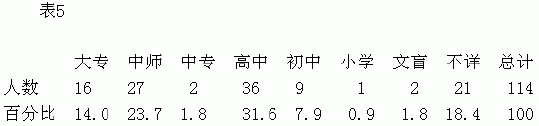 表5
大专 中师 中专 高中 初中 小学 文盲 不详 总计
人数 16 27 2 36 9 1 2 21 114
百分比 14.0 23.7 1.8 31.6 7.9 0.9 1.8 18.4 100